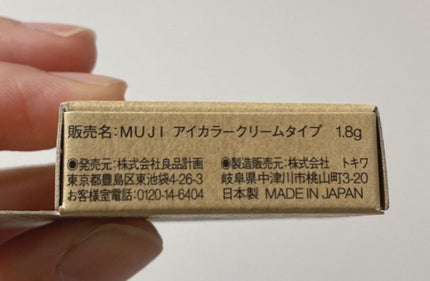 販売名:MUJI アイカラークリームタイプ 1.8g
◉発売元:株式会社良品計画
東京都豊島区東池袋4-26-3
お客様室電話:0120-14-6404
◉製造販売元:株式会社 トキワ
岐阜県中津川市桃山町3-20
日本製 MADE IN JAPAN